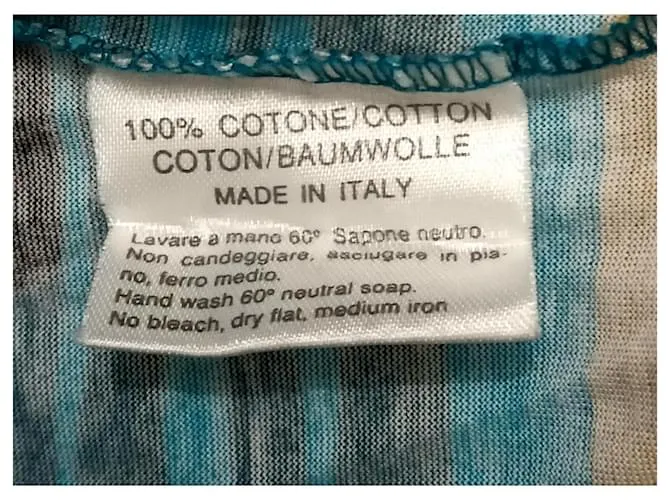 100% COTONE/COTTON
COTON/BAUMWOLLE
MADE IN ITALY
Lavare a mano 60° Sapone neutro.
Non candeggiare, asciugare in pia-
no, ferro medio.
Hand wash 60° neutral soap.
No bleach, dry flat, medium iron